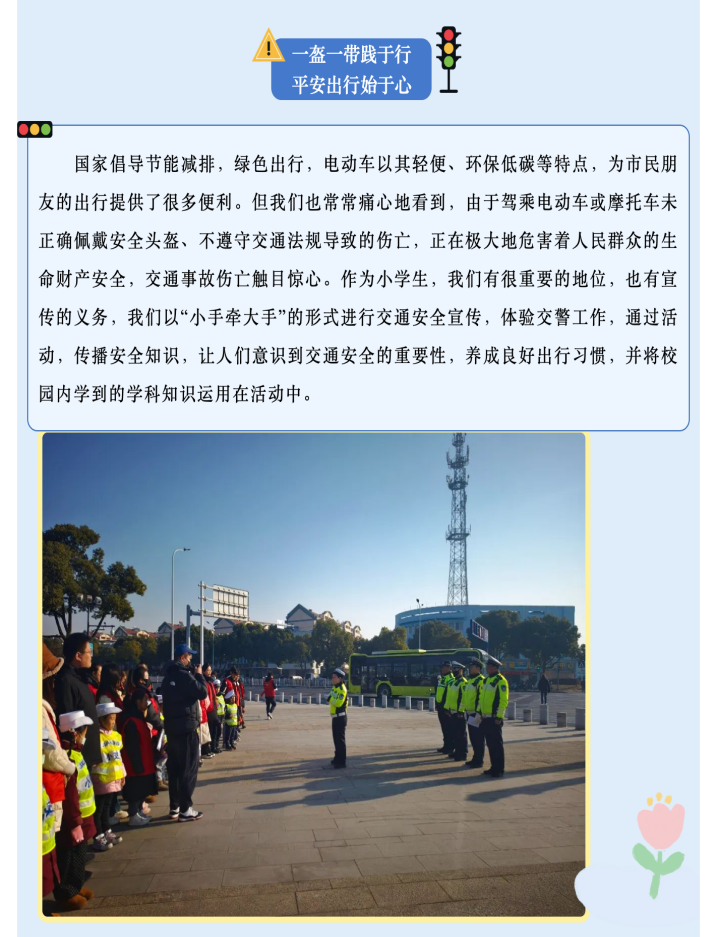 一盔一带践于行
平安出行始于心
国家倡导节能减排，绿色出行，电动车以其轻便、环保低碳等特点，为市民朋
友的出行提供了很多便利。但我们也常常痛心地看到，由于驾乘电动车或摩托车未
正确佩戴安全头盔、不遵守交通法规导致的伤亡，正在极大地危害着人民群众的生
命财产安全，交通事故伤亡触目惊心。作为小学生，我们有很重要的地位，也有宣
传的义务，我们以“小手牵大手”的形式进行交通安全宣传，体验交警工作，通过活
动，传播安全知识，让人们意识到交通安全的重要性，养成良好出行习惯，并将校
园内学到的学科知识运用在活动中。